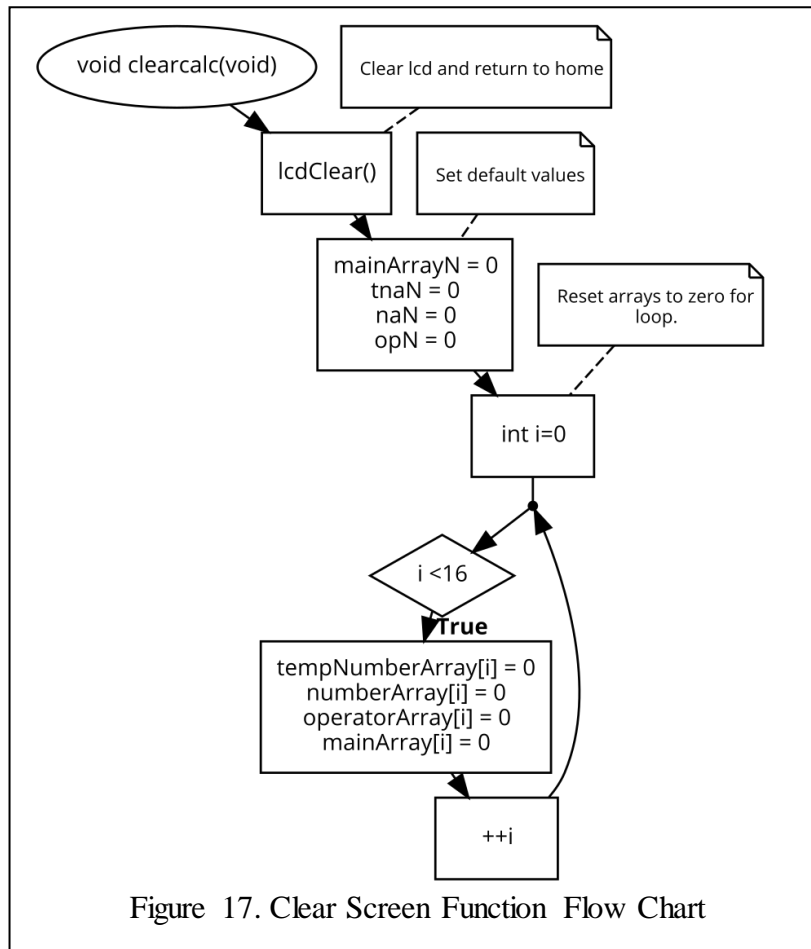 void clearcalc(void)
Clear lcd and return to home
lcdClear()
Set default values
mainArrayN = 0
tnaN = 0
naN = 0
opN = 0
Reset arrays to zero for
loop.
int i=0
i <16
True
tempNumberArray[i] = 0
numberArray[i] = 0
operatorArray[i] = 0
mainArray[i] = 0
++i
Figure 17. Clear Screen Function Flow Chart